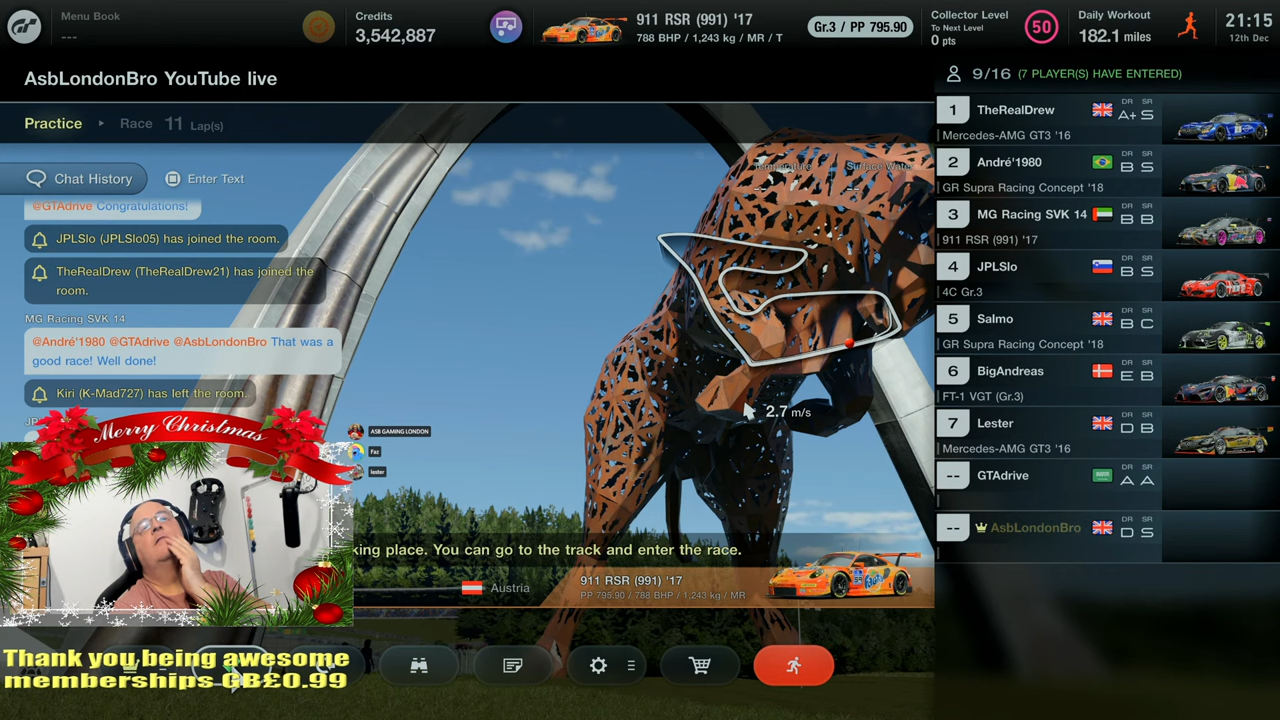 GT
Menu Book
---
Credits
3,542,887
911 RSR (991) '17
788 BHP / 1,243 kg / MR / T
Gr.3 / PP 795.90
Collector Level
To Next Level
0 pts
50
Daily Workout
182.1 miles
21:15
12th Dec
AsbLondonBro YouTube live
Practice
Race 11 Lap(s)
Chat History
Enter Text
@GTAdrive Congratulations!
JPLSlo (JPLSlo05) has joined the room.
TheRealDrew (TheRealDrew21) has joined the
room.
MG Racing SVK 14
@André'1980 @GTAdrive @AsbLondonBro That was a
good race! Well done!
Kiri (K-Mad727) has left the room.
Merry Christmas
ASB GAMING LONDON
Faz
lester
Temperature
Surface Water
--
--
2.7 m/s
king place. You can go to the track and enter the race.
Austria
911 RSR (991) '17
PP 795.90 / 788 BHP / 1,243 kg / MR
Thank you being awesome
memberships GB£0.99
9/16 (7 PLAYER(S) HAVE ENTERED)
1 TheRealDrew DR A+ SR S
Mercedes-AMG GT3 '16
2 André'1980 DR B SR S
GR Supra Racing Concept '18
3 MG Racing SVK 14 DR B SR B
911 RSR (991) '17
4 JPLSlo DR B SR S
4C Gr.3
5 Salmo DR B SR C
GR Supra Racing Concept '18
6 BigAndreas DR E SR B
FT-1 VGT (Gr.3)
7 Lester DR D SR B
Mercedes-AMG GT3 '16
-- GTAdrive DR A SR A
-- AsbLondonBro DR D SR S